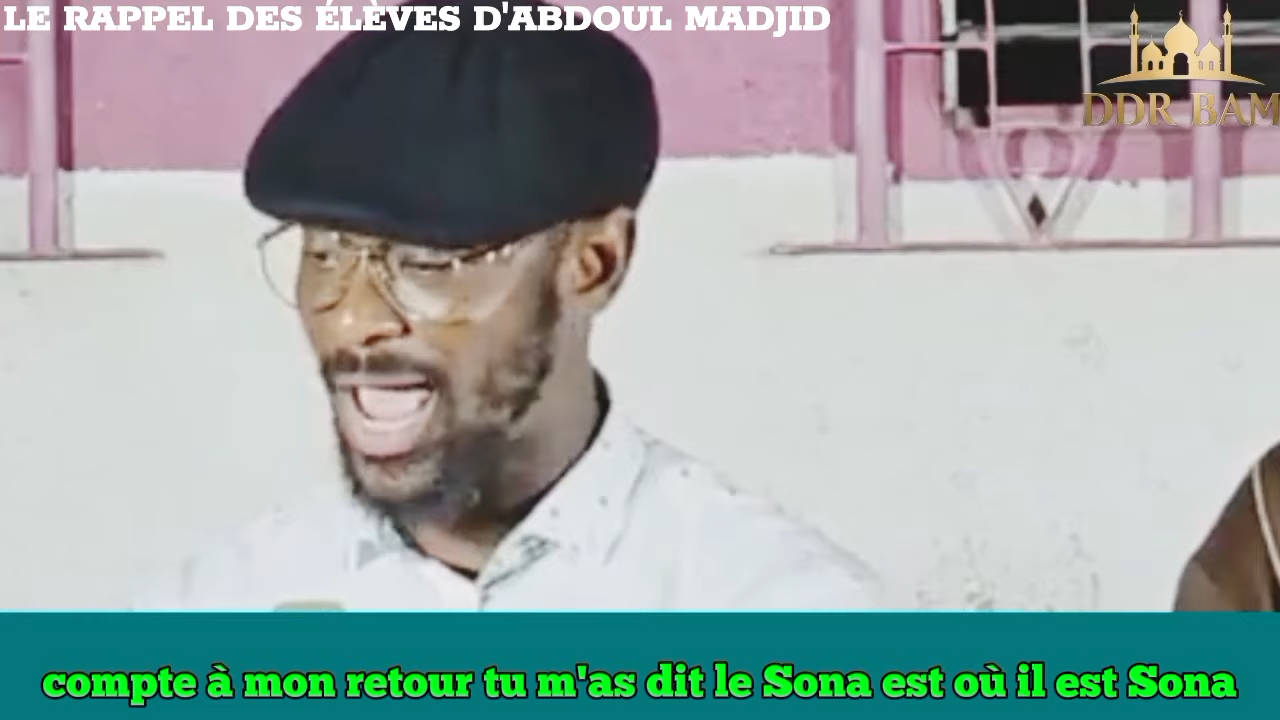 LE RAPPEL DES ÉLÈVES D'ABDOUL MADJID
DDR BAM
compte à mon retour tu m'as dit le Sona est où il est Sona